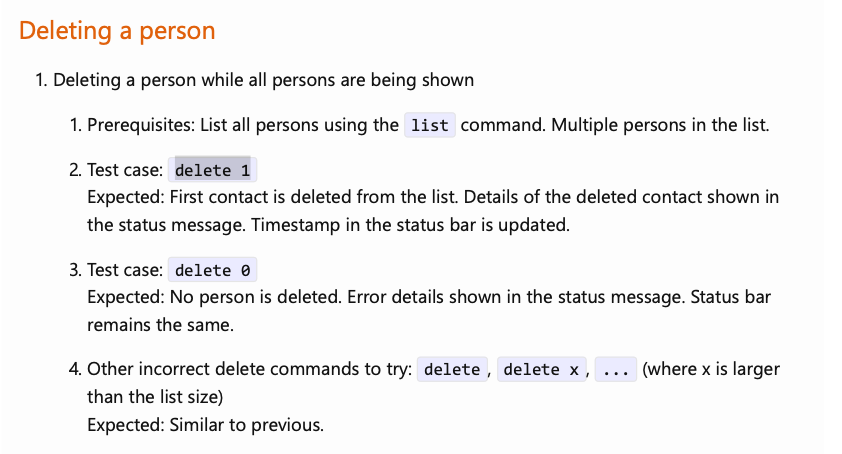 Deleting a person
1. Deleting a person while all persons are being shown
1. Prerequisites: List all persons using the list command. Multiple persons in the list.
2. Test case: delete 1
Expected: First contact is deleted from the list. Details of the deleted contact shown in
the status message. Timestamp in the status bar is updated.
3. Test case: delete 0
Expected: No person is deleted. Error details shown in the status message. Status bar
remains the same.
4. Other incorrect delete commands to try: delete, delete x, ... (where x is larger
than the list size)
Expected: Similar to previous.